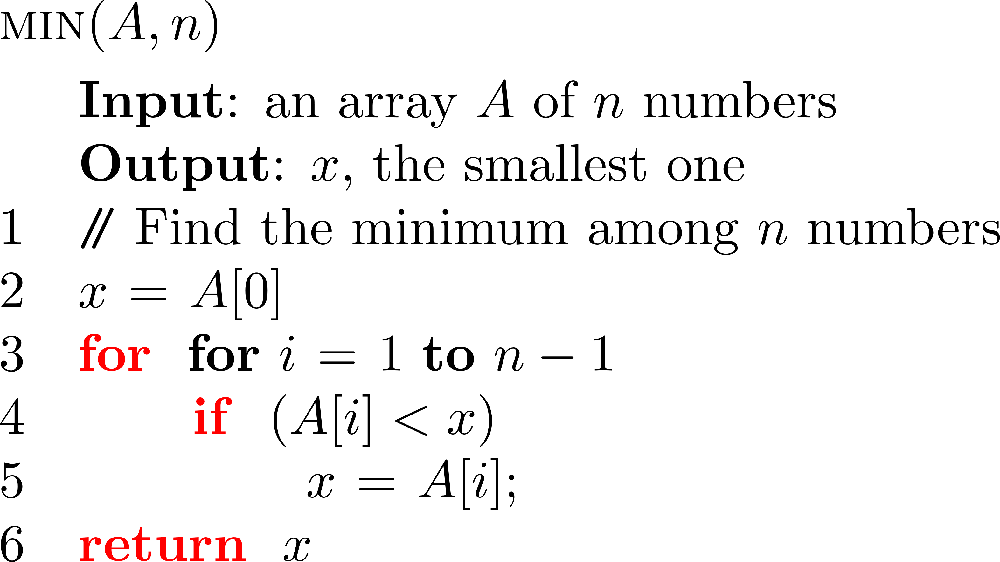 MIN(A, n)
Input: an array A of n numbers
Output: x, the smallest one
1 // Find the minimum among n numbers
2 x = A[0]
3 for for i = 1 to n − 1
4 if (A[i] < x)
5 x = A[i];
6 return x